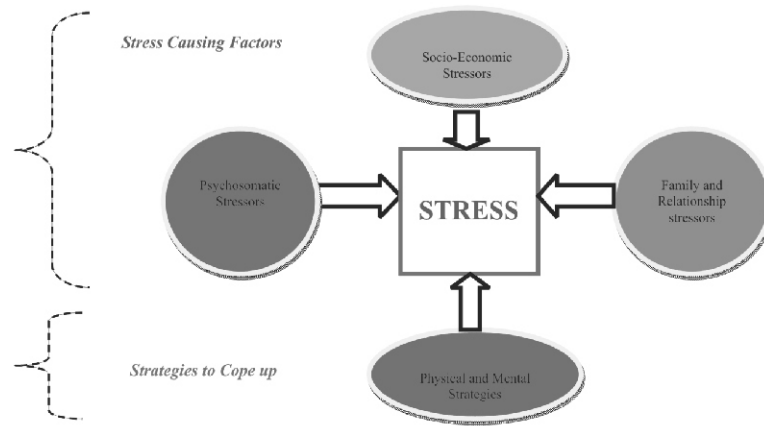 Stress Causing Factors
Socio-Economic
Stressors
Psychosomatic
Stressors
STRESS
Family and
Relationship
stressors
Strategies to Cope up
Physical and Mental
Strategies